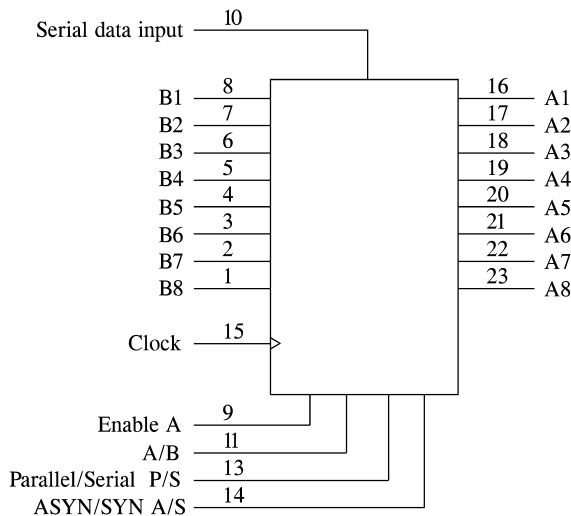 Serial data input 10
B1 8 16 A1
B2 7 17 A2
B3 6 18 A3
B4 5 19 A4
B5 4 20 A5
B6 3 21 A6
B7 2 22 A7
B8 1 23 A8
Clock 15
Enable A 9
A/B 11
Parallel/Serial P/S 13
ASYN/SYN A/S 14